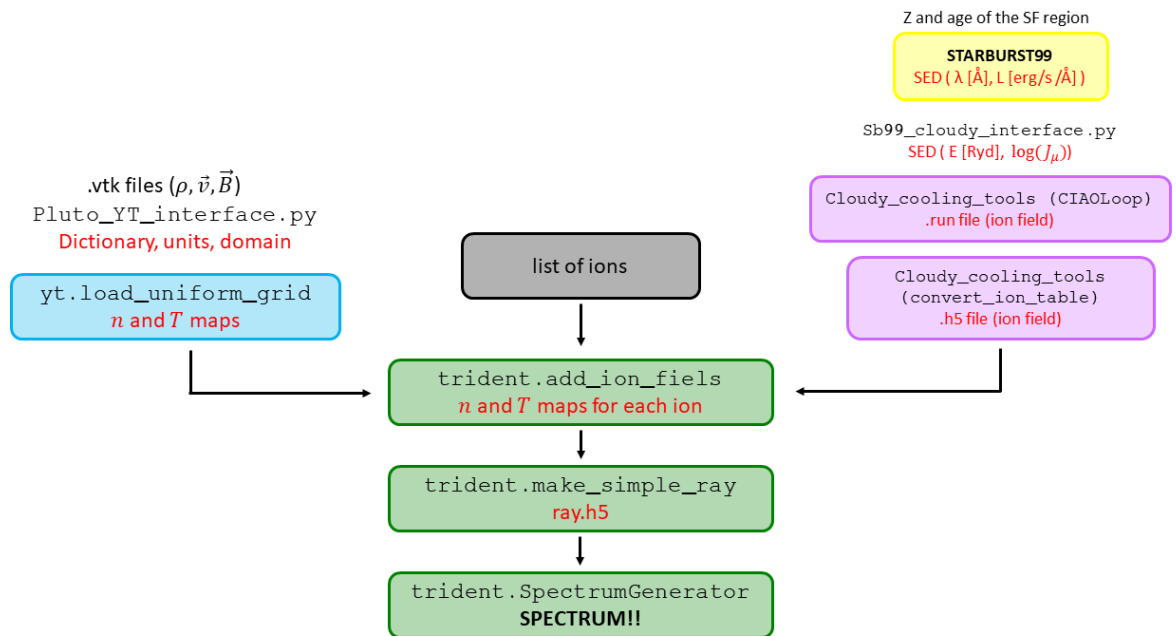 Z and age of the SF region
STARBURST99
SED ( λ [Å], L [erg/s /Å] )
Sb99_cloudy_interface.py
SED ( E [Ryd], log(Jμ))
Cloudy_cooling_tools (CIAOLoop)
.run file (ion field)
Cloudy_cooling_tools
(convert_ion_table)
.h5 file (ion field)
.vtk files (ρ, v⃗, B⃗)
Pluto_YT_interface.py
Dictionary, units, domain
yt.load_uniform_grid
n and T maps
list of ions
trident.add_ion_fiels
n and T maps for each ion
trident.make_simple_ray
ray.h5
trident.SpectrumGenerator
SPECTRUM!!